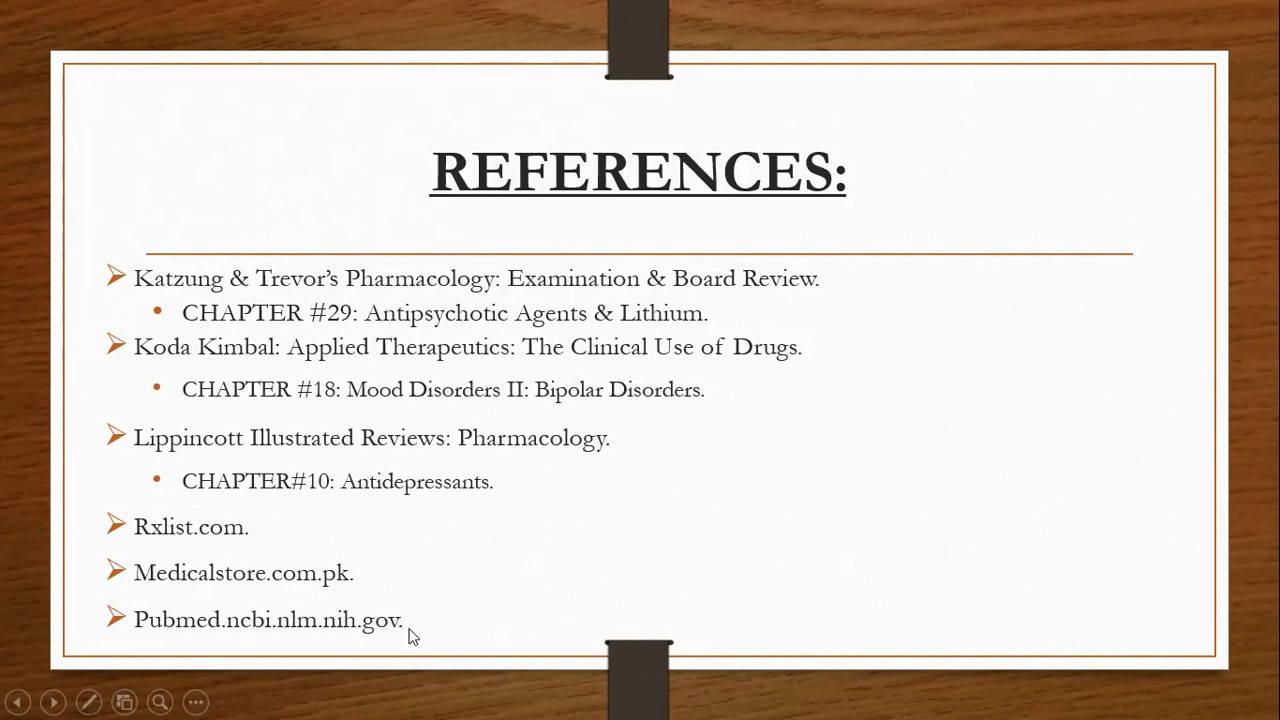 REFERENCES:
Katzung & Trevor's Pharmacology: Examination & Board Review.
CHAPTER #29: Antipsychotic Agents & Lithium.
Koda Kimbal: Applied Therapeutics: The Clinical Use of Drugs.
CHAPTER #18: Mood Disorders II: Bipolar Disorders.
Lippincott Illustrated Reviews: Pharmacology.
CHAPTER#10: Antidepressants.
Rxlist.com.
Medicalstore.com.pk.
Pubmed.ncbi.nlm.nih.gov.